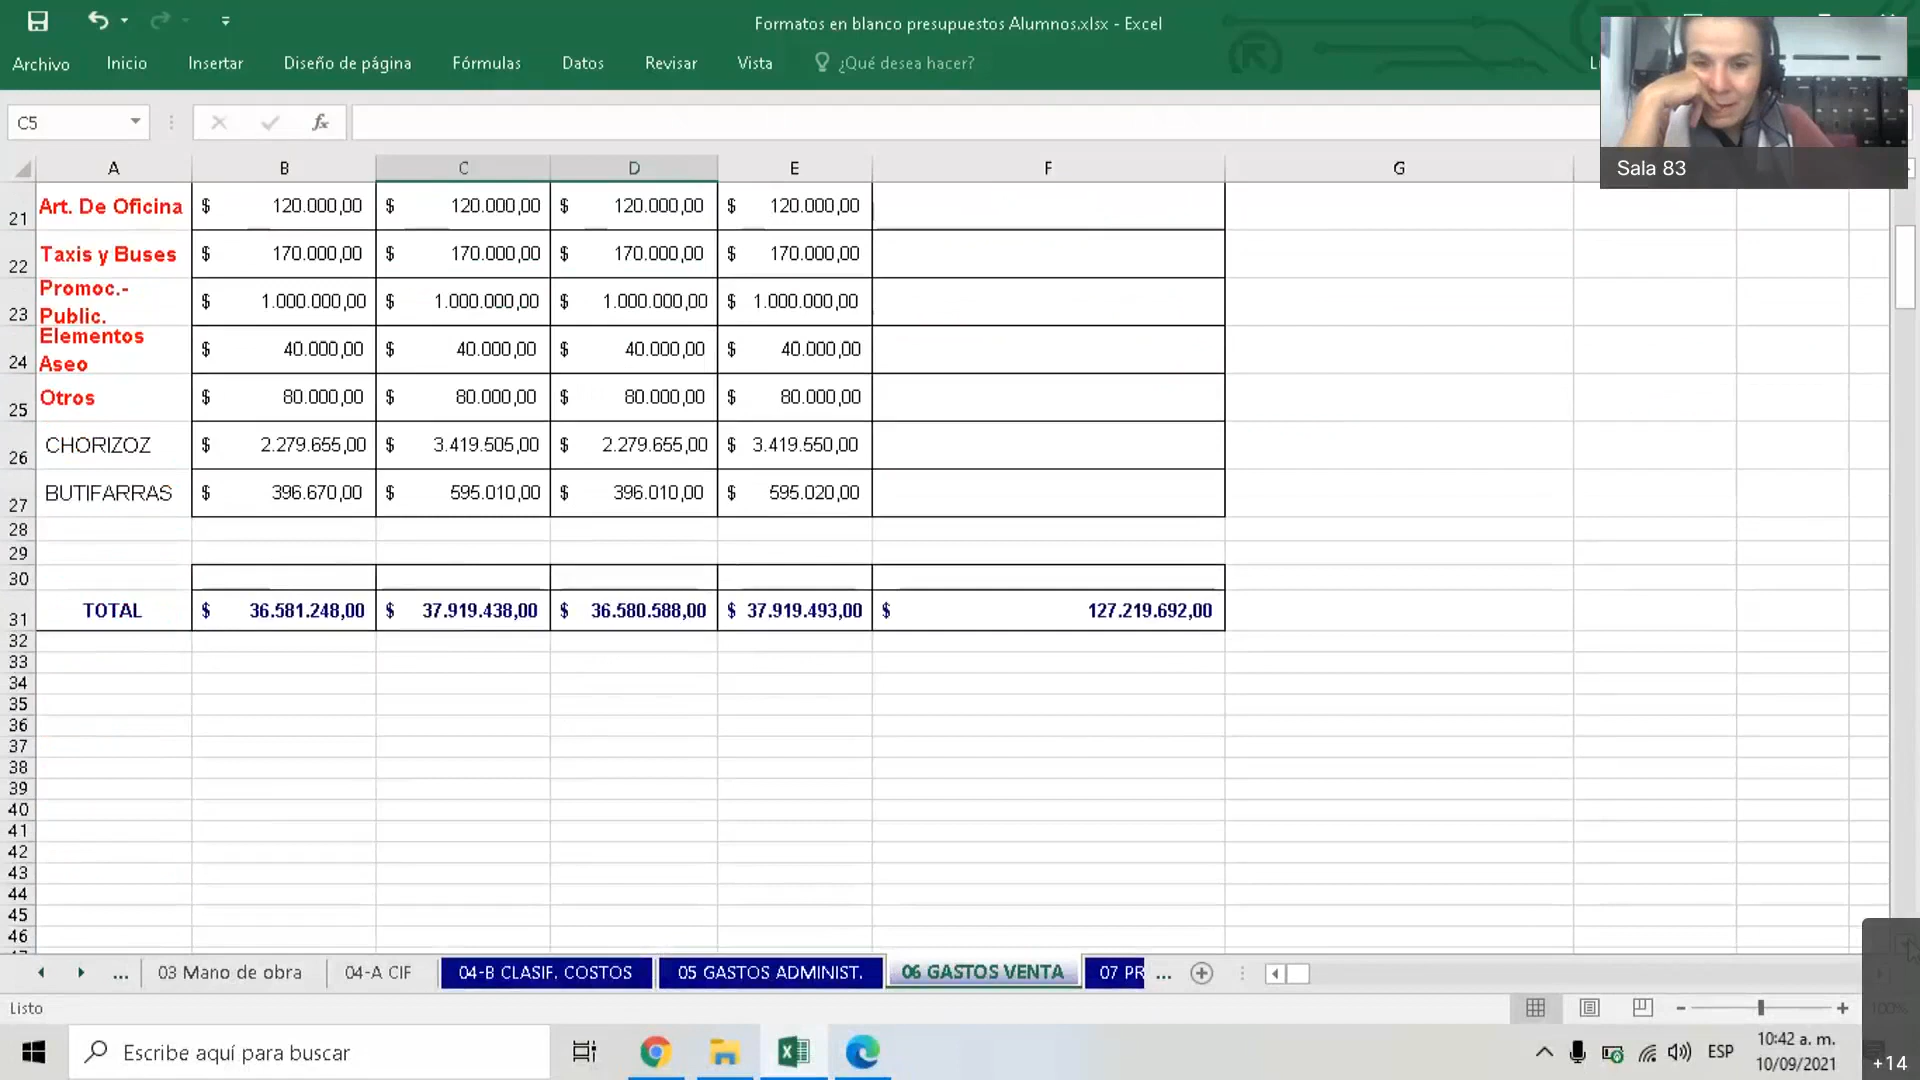 Formatos en blanco presupuestos Alumnos.xlsx - Excel
Archivo Inicio Insertar Diseño de página Fórmulas Datos Revisar Vista ¿Qué desea hacer?
Sala 83
C5 fx
A B C D E F G
21 Art. De Oficina $ 120.000,00 $ 120.000,00 $ 120.000,00 $ 120.000,00
22 Taxis y Buses $ 170.000,00 $ 170.000,00 $ 170.000,00 $ 170.000,00
23 Promoc.- Public. $ 1.000.000,00 $ 1.000.000,00 $ 1.000.000,00 $ 1.000.000,00
24 Elementos Aseo $ 40.000,00 $ 40.000,00 $ 40.000,00 $ 40.000,00
25 Otros $ 80.000,00 $ 80.000,00 $ 80.000,00 $ 80.000,00
26 CHORIZOZ $ 2.279.655,00 $ 3.419.505,00 $ 2.279.655,00 $ 3.419.550,00
27 BUTIFARRAS $ 396.670,00 $ 595.010,00 $ 396.010,00 $ 595.020,00
28
29
30
31 TOTAL $ 36.581.248,00 $ 37.919.438,00 $ 36.580.588,00 $ 37.919.493,00 $ 127.219.692,00
32
33
34
35
36
37
38
39
40
41
42
43
44
45
46
... 03 Mano de obra 04-A CIF 04-B CLASIF. COSTOS 05 GASTOS ADMINIST. 06 GASTOS VENTA 07 PR ...
Listo 100%
Escribe aquí para buscar
ESP
10:42 a. m.
10/09/2021
+14